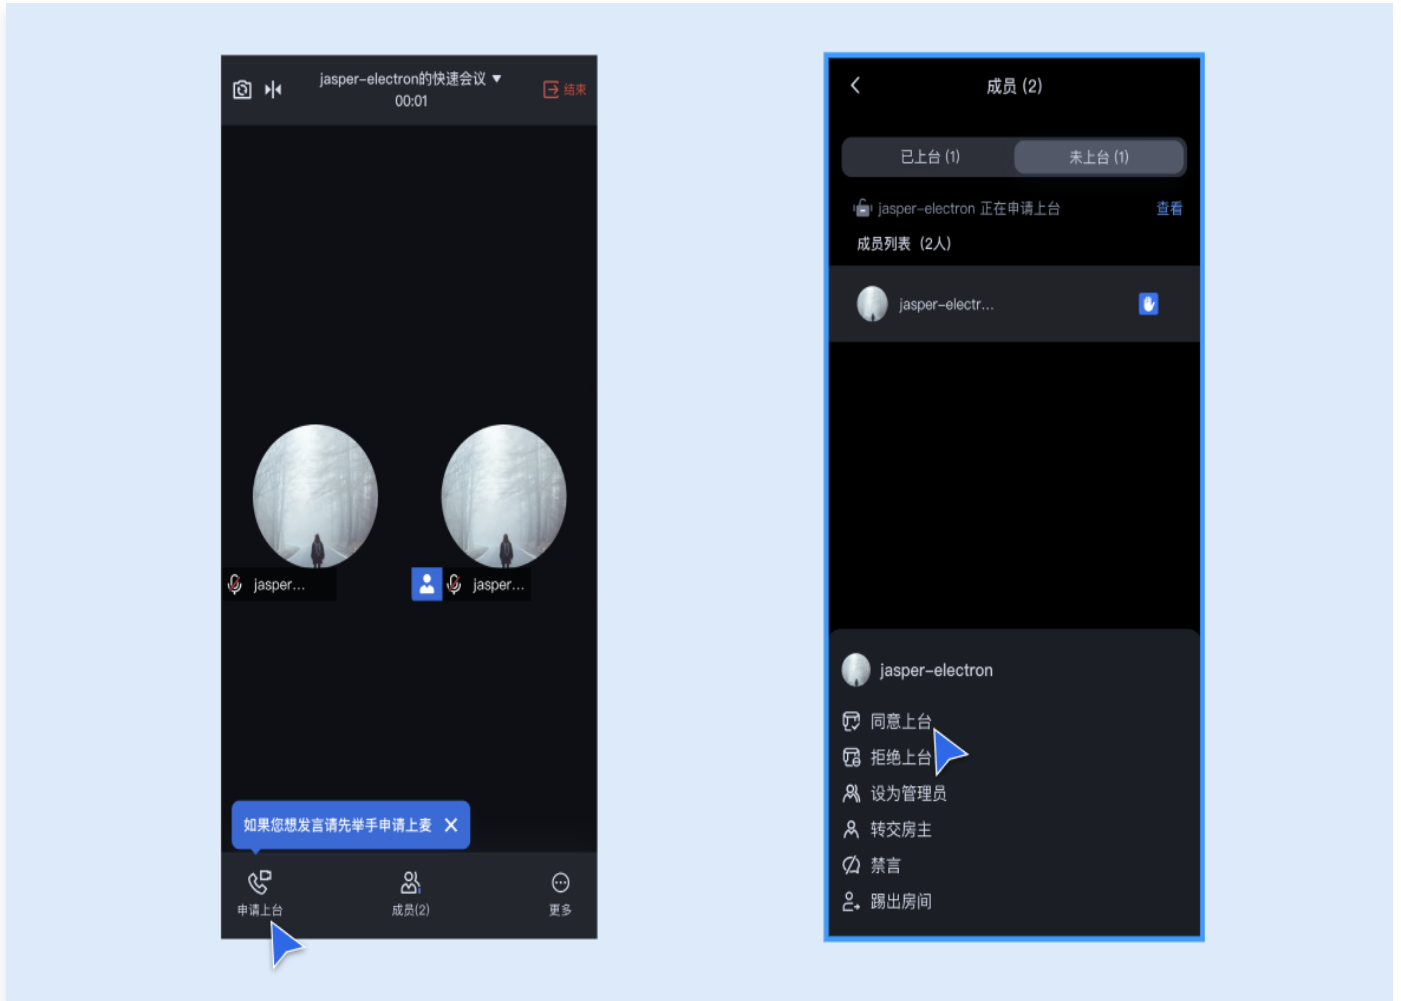 jasper-electron的快速会议 ▼
00:01
结束
jasper...
jasper...
如果您想发言请先举手申请上麦
申请上台
成员(2)
更多
成员 (2)
已上台 (1)
未上台 (1)
jasper-electron 正在申请上台
查看
成员列表（2人）
jasper-electr...
jasper-electron
同意上台
拒绝上台
设为管理员
转交房主
禁言
踢出房间